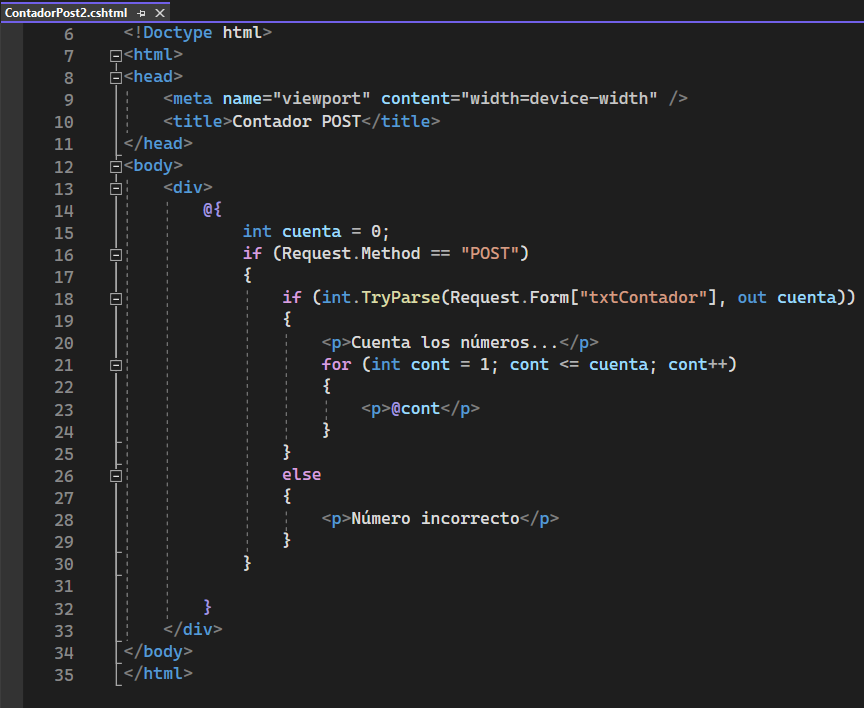 ContadorPost2.cshtml
6 <!Doctype html>
7 <html>
8 <head>
9     <meta name="viewport" content="width=device-width" />
10     <title>Contador POST</title>
11 </head>
12 <body>
13     <div>
14         @{
15             int cuenta = 0;
16             if (Request.Method == "POST")
17             {
18                 if (int.TryParse(Request.Form["txtContador"], out cuenta))
19                 {
20                     <p>Cuenta los números...</p>
21                     for (int cont = 1; cont <= cuenta; cont++)
22                     {
23                         <p>@cont</p>
24                     }
25                 }
26                 else
27                 {
28                     <p>Número incorrecto</p>
29                 }
30             }
31
32         }
33     </div>
34 </body>
35 </html>